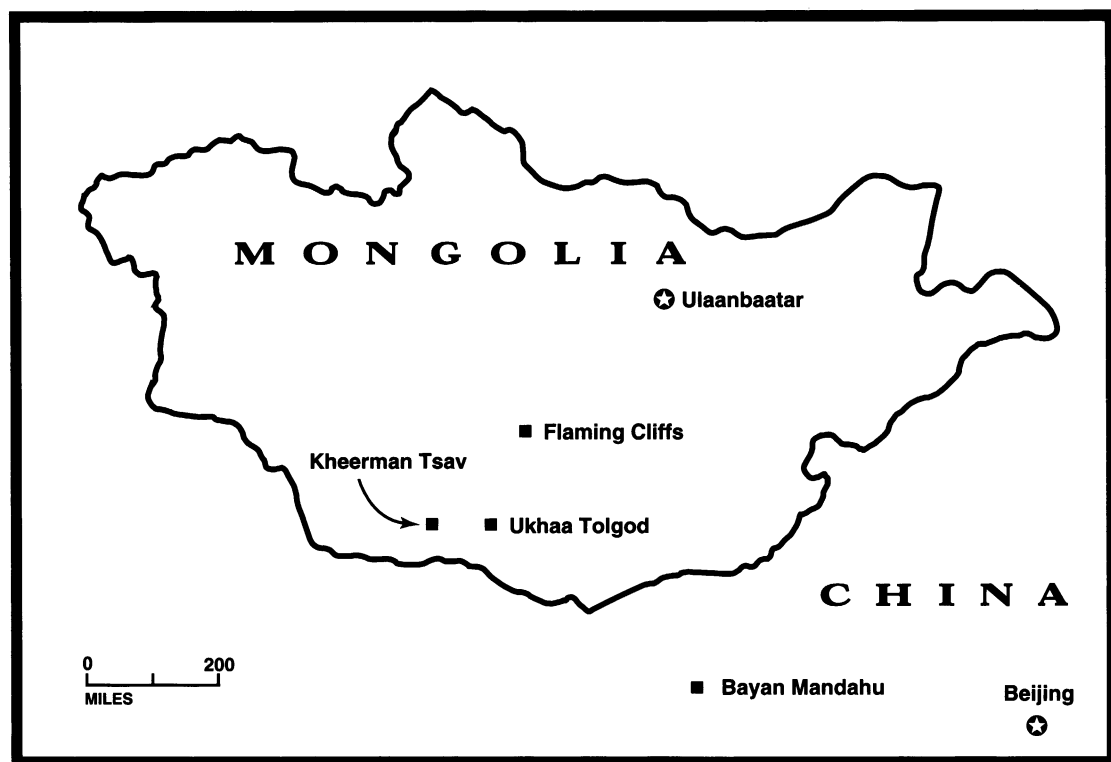 MONGOLIA
Ulaanbaatar
Flaming Cliffs
Kheerman Tsav
Ukhaa Tolgod
CHINA
0 200
MILES
Bayan Mandahu
Beijing